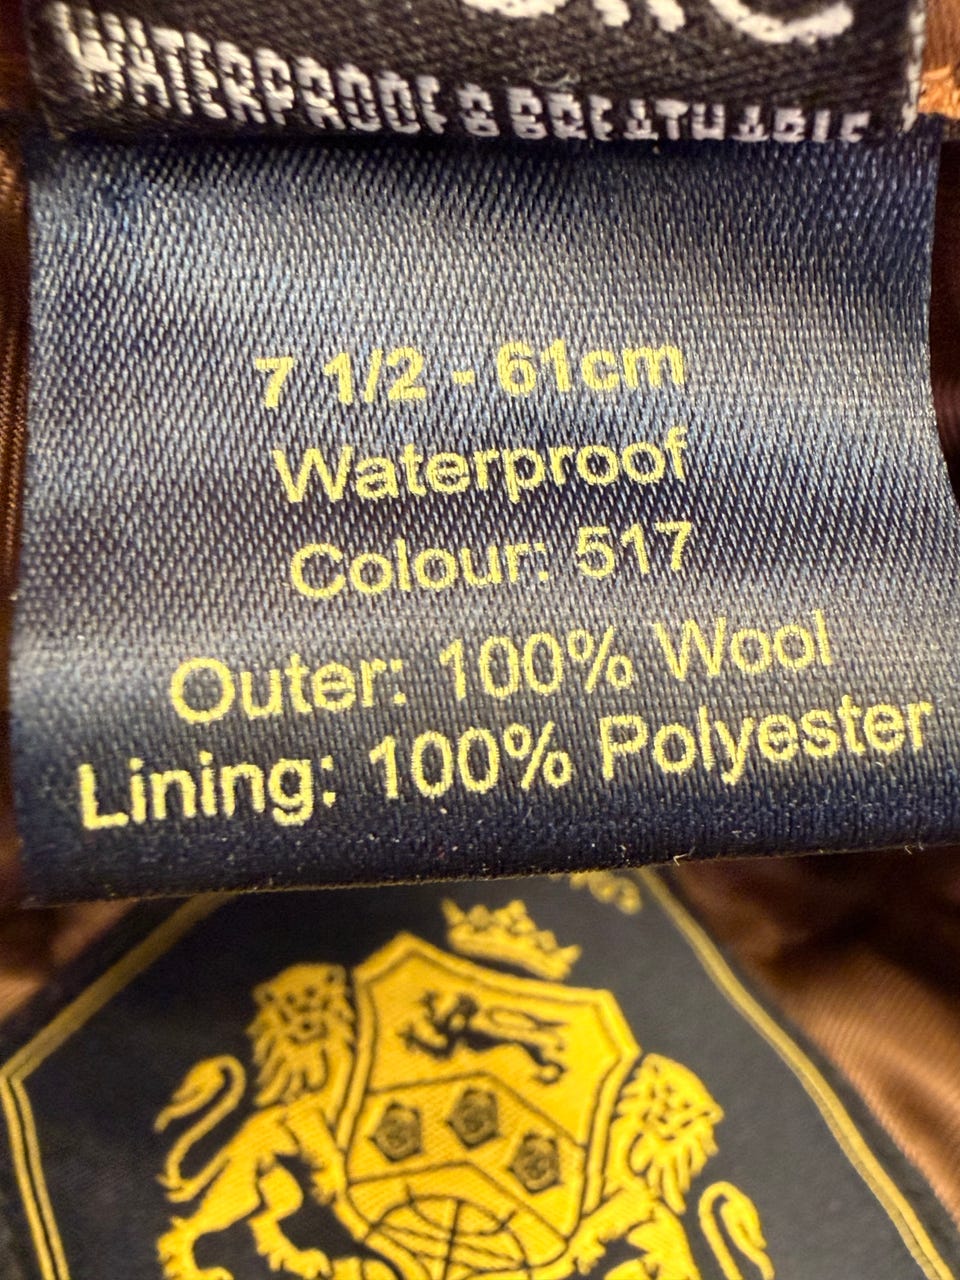 WATERPROOF & BREATHABLE
7 1/2 - 61cm
Waterproof
Colour: 517
Outer: 100% Wool
Lining: 100% Polyester